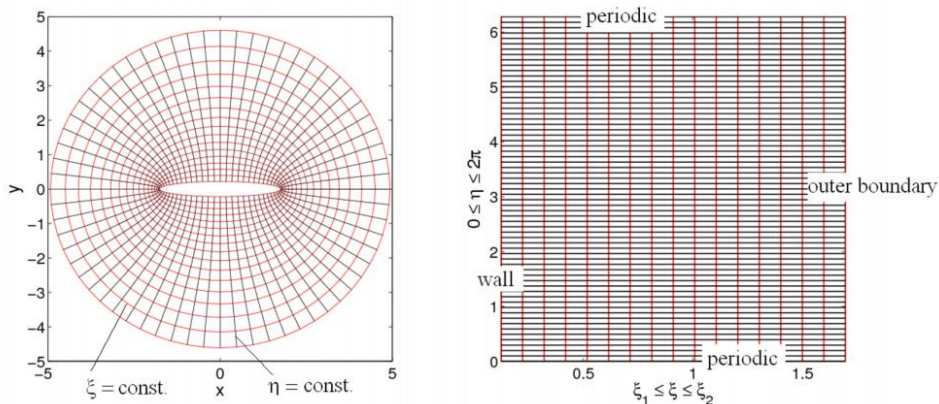 5
4
3
2
1
0
-1
-2
-3
-4
-5
y
-5
0
5
x
ξ = const.
η = const.
periodic
6
5
4
3
2
1
0
0 ≤ η ≤ 2π
wall
outer boundary
periodic
0.5
1
1.5
ξ₁ ≤ ξ ≤ ξ₂